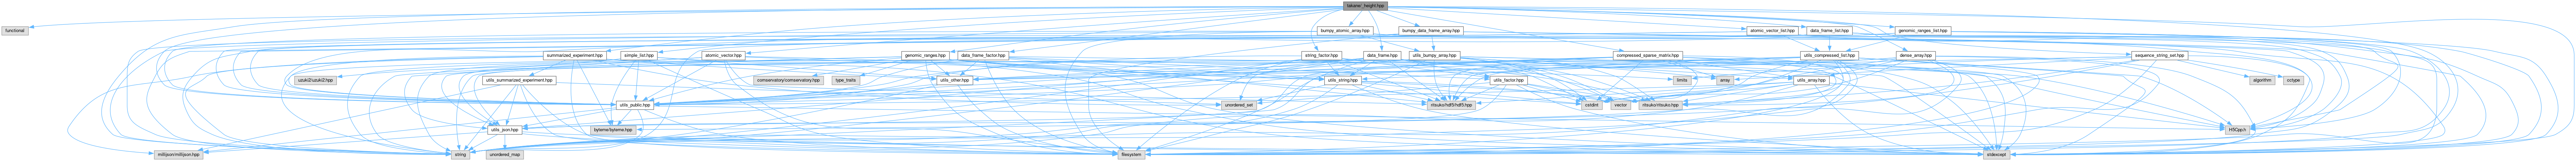 takaner_height.hpp
functional
bumpy_atomic_array.hpp
bumpy_data_frame_array.hpp
atomic_vector_list.hpp
data_frame_list.hpp
genomic_ranges_list.hpp
summarized_experiment.hpp
simple_list.hpp
atomic_vector.hpp
genomic_ranges.hpp
data_frame_factor.hpp
string_factor.hpp
data_frame.hpp
utils_bumpy_array.hpp
compressed_sparse_matrix.hpp
utils_compressed_list.hpp
dense_array.hpp
sequence_string_set.hpp
uzuki2/uzuki2.hpp
utils_summarized_experiment.hpp
comservatory/comservatory.hpp
type_traits
utils_other.hpp
utils_string.hpp
utils_factor.hpp
limits
array
utils_array.hpp
algorithm
cctype
utils_public.hpp
unordered_set
ritsuko/hdf5/hdf5.hpp
cstdint
vector
ritsuko/ritsuko.hpp
utils_json.hpp
byteme/byteme.hpp
H5Cpp.h
millijson/millijson.hpp
string
unordered_map
filesystem
stdexcept